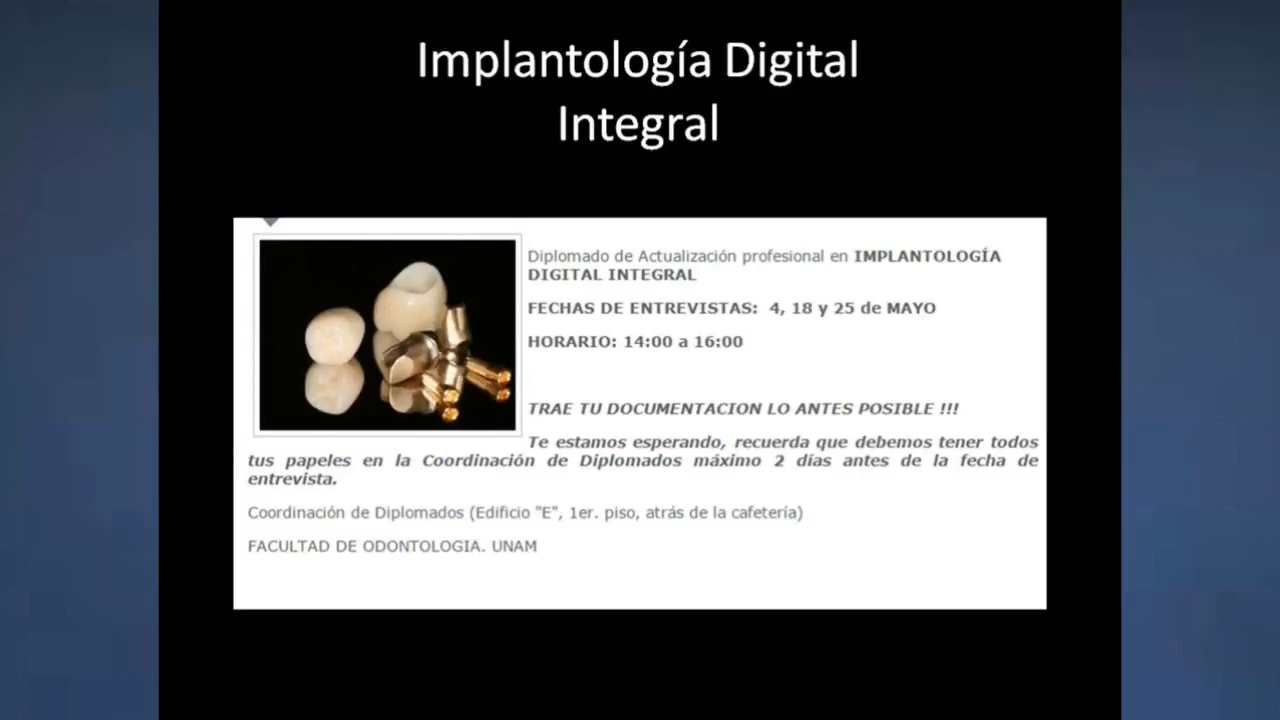 Implantología Digital
Integral
Diplomado de Actualización profesional en IMPLANTOLOGÍA
DIGITAL INTEGRAL
FECHAS DE ENTREVISTAS:  4, 18 y 25 de MAYO
HORARIO: 14:00 a 16:00
TRAE TU DOCUMENTACION LO ANTES POSIBLE !!!
Te estamos esperando, recuerda que debemos tener todos
tus papeles en la Coordinación de Diplomados máximo 2 días antes de la fecha de
entrevista.
Coordinación de Diplomados (Edificio "E", 1er. piso, atrás de la cafetería)
FACULTAD DE ODONTOLOGIA. UNAM